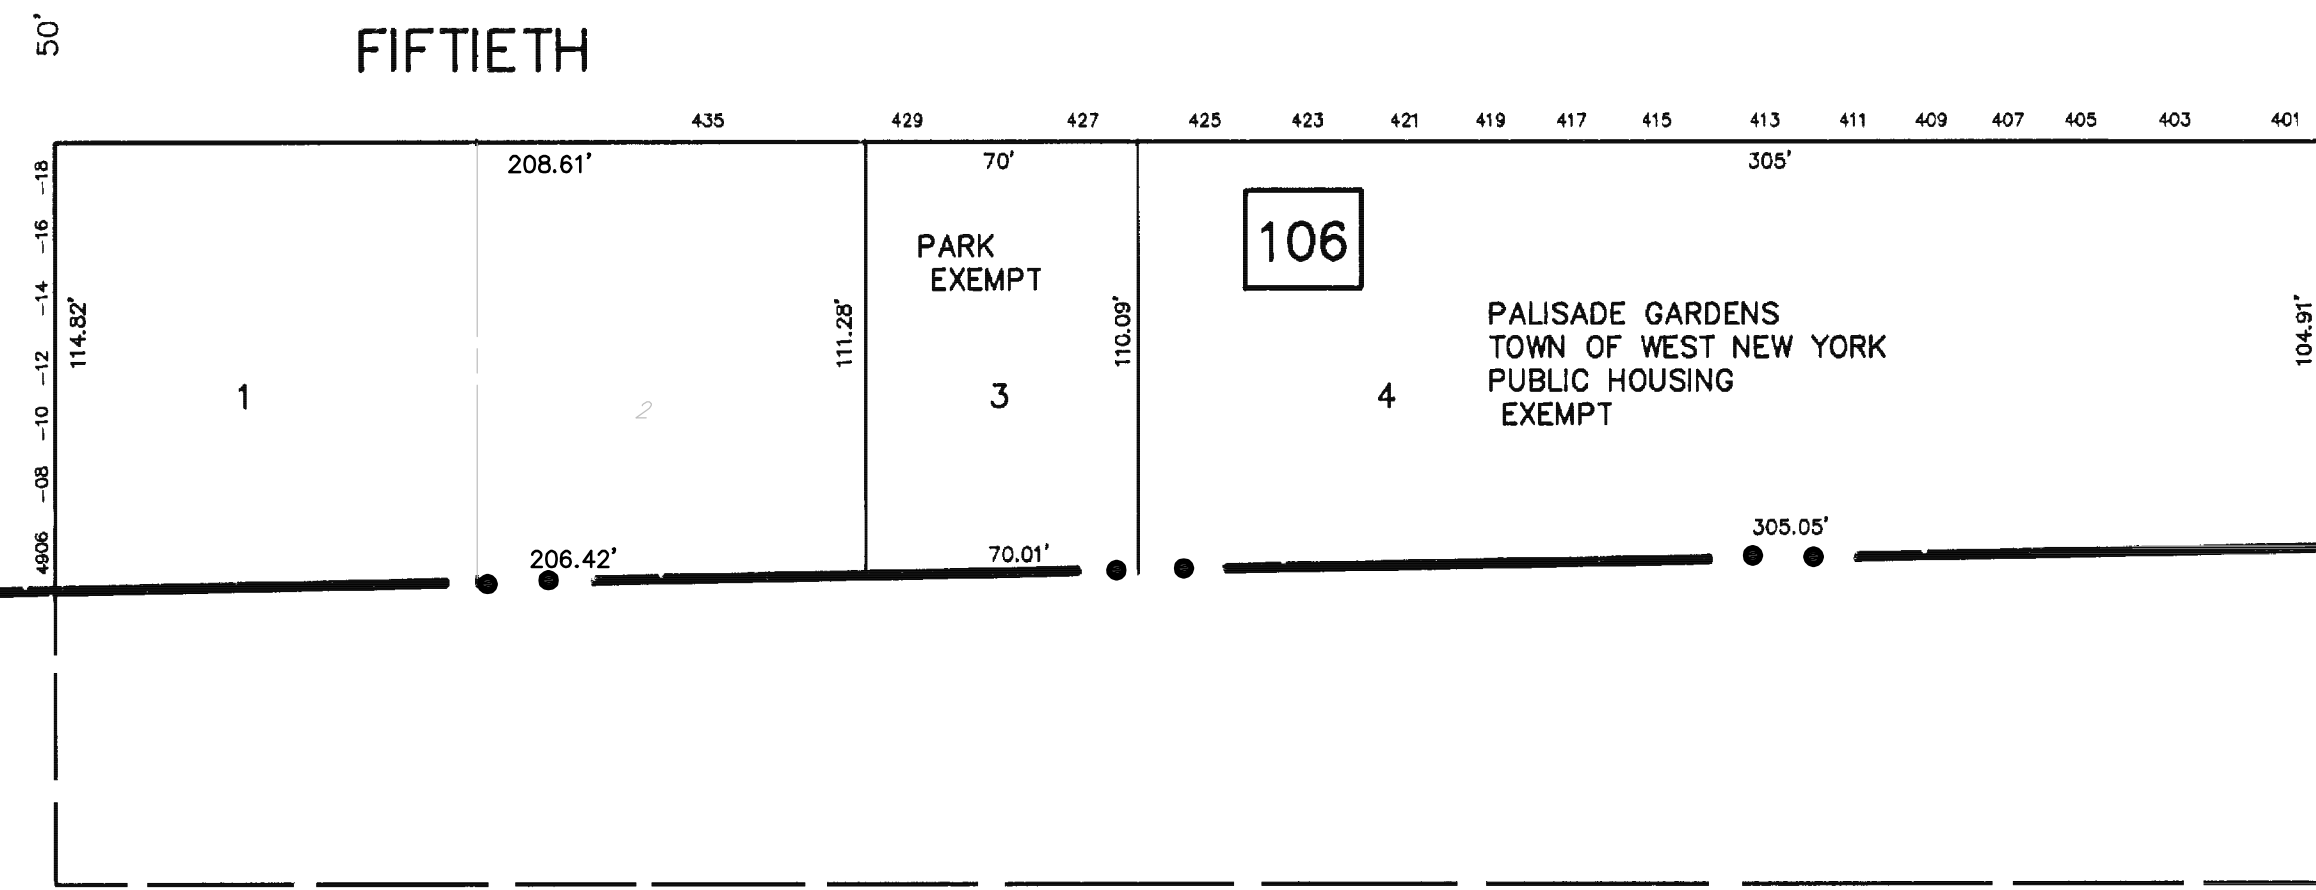 50'
FIFTIETH
435 429 427 425 423 421 419 417 415 413 411 409 407 405 403 401
208.61' 70' 305'
-18
-16
-14
-12
-10
-08
4906
114.82'
111.28'
110.09'
104.91'
106
PARK
EXEMPT
PALISADE GARDENS
TOWN OF WEST NEW YORK
PUBLIC HOUSING
EXEMPT
1 2 3 4
206.42' 70.01' 305.05'